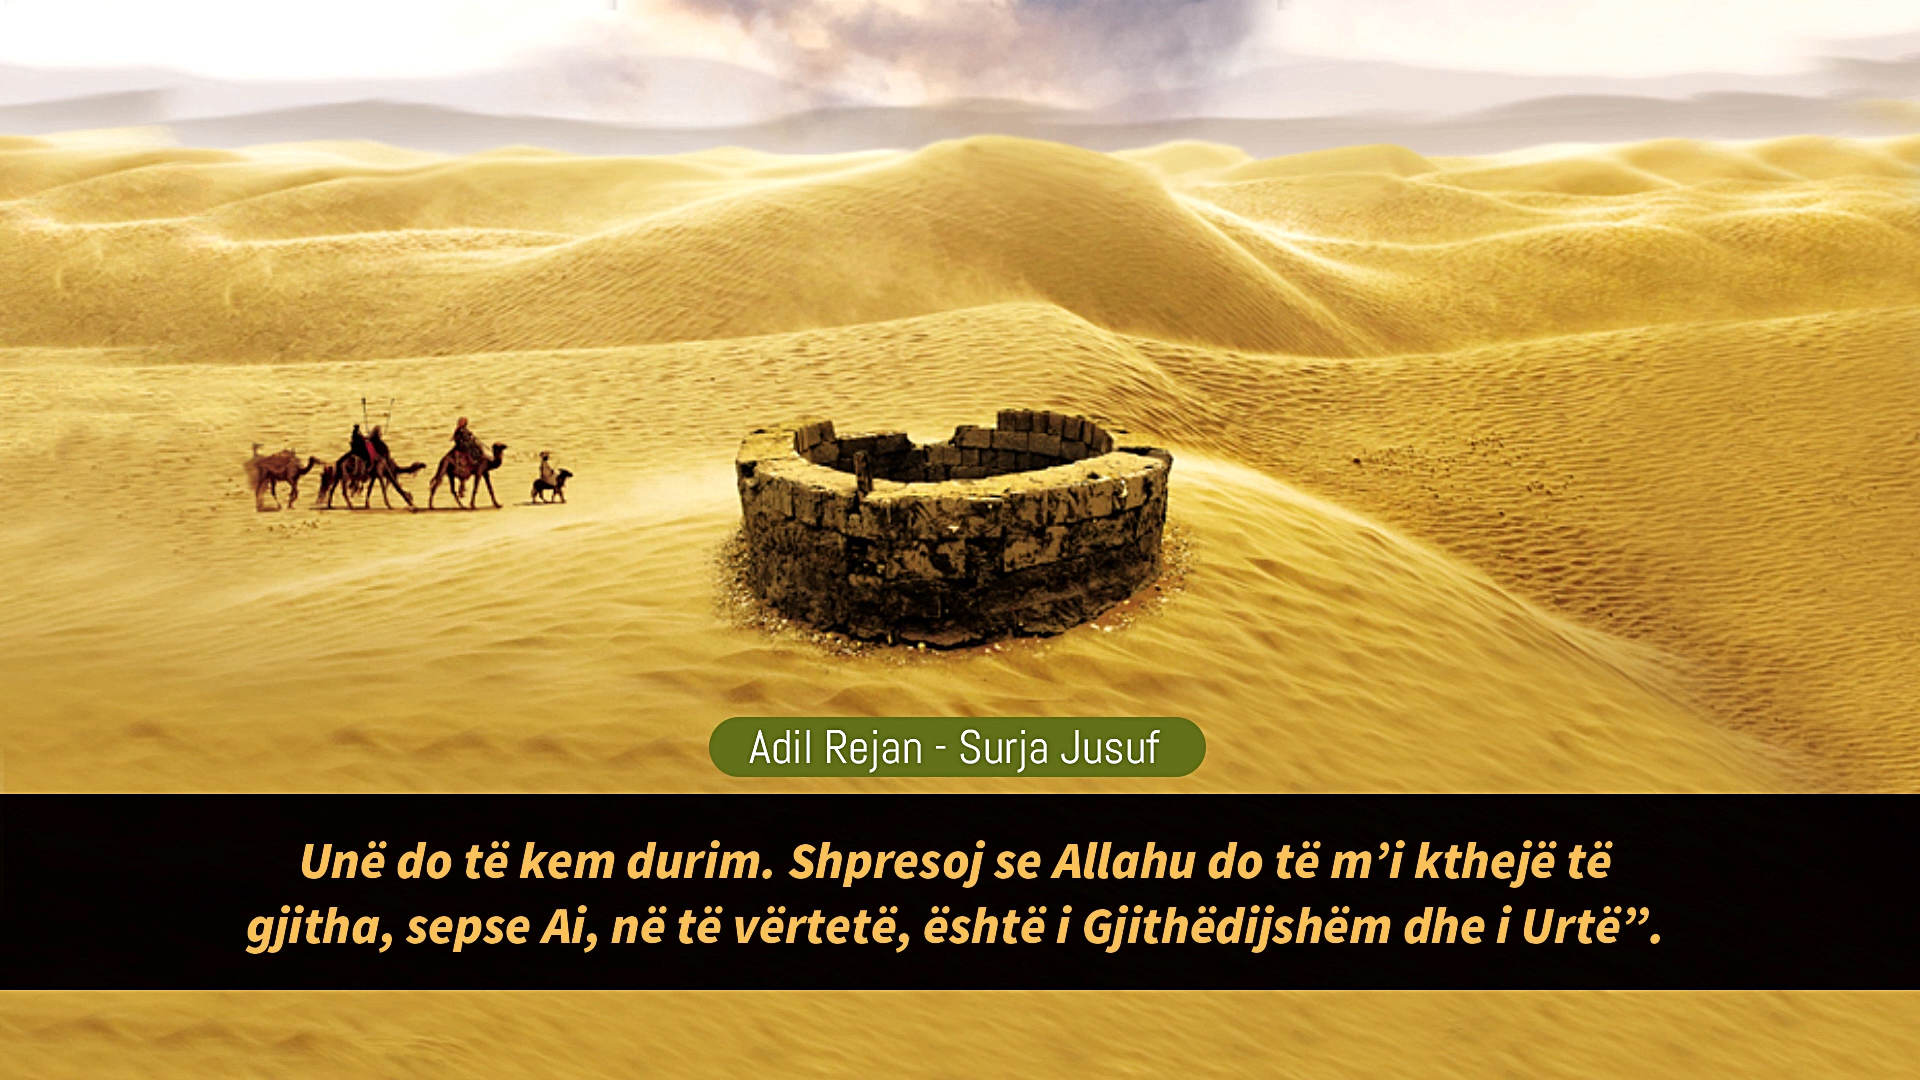 Adil Rejan - Surja Jusuf
Unë do të kem durim. Shpresoj se Allahu do të m’i kthejë të
gjitha, sepse Ai, në të vërtetë, është i Gjithëdijshëm dhe i Urtë”.